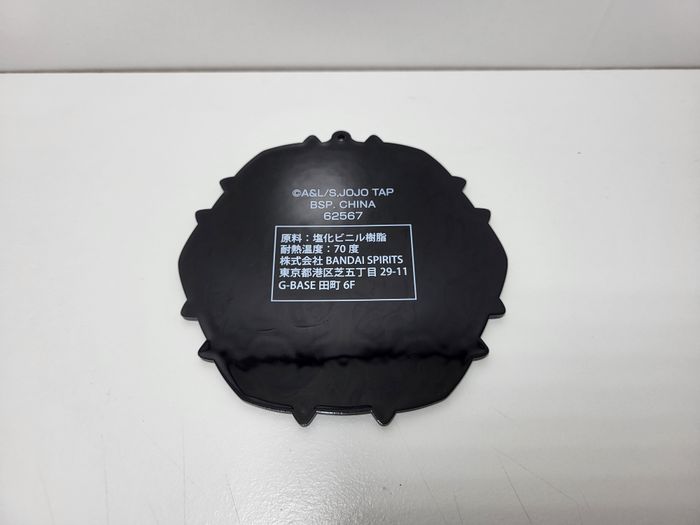 ©A&L/S,JOJO TAP
BSP. CHINA
62567
原料：塩化ビニル樹脂
耐熱温度：70 度
株式会社 BANDAI SPIRITS
東京都港区芝五丁目 29-11
G-BASE 田町 6F